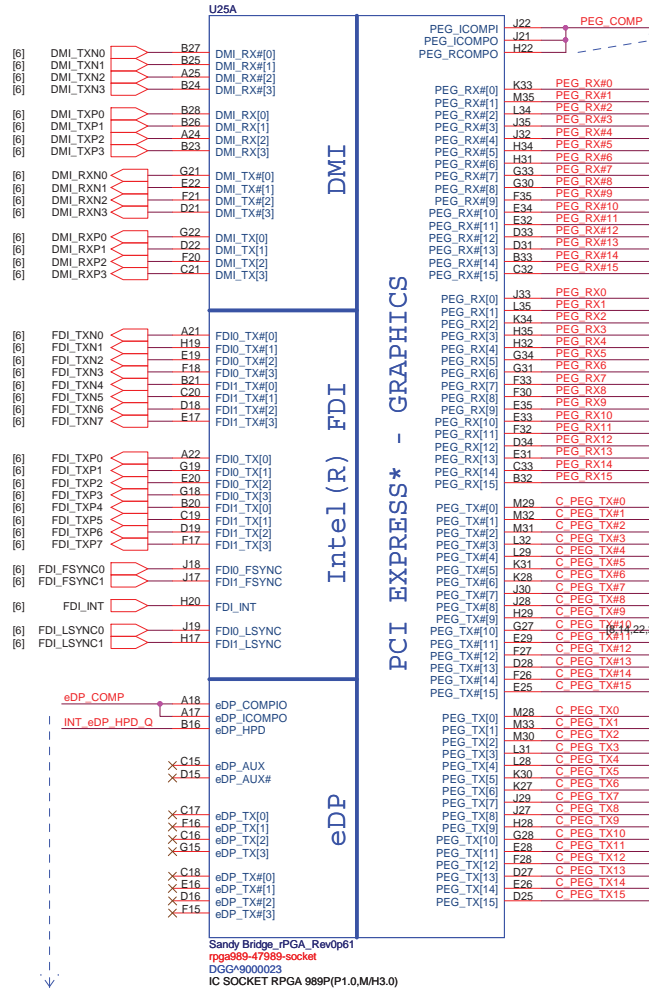 U25A
[6] DMI_TXN0 B27 DMI_RX#[0]
[6] DMI_TXN1 B25 DMI_RX#[1]
[6] DMI_TXN2 A25 DMI_RX#[2]
[6] DMI_TXN3 B24 DMI_RX#[3]
[6] DMI_TXP0 B28 DMI_RX[0]
[6] DMI_TXP1 B26 DMI_RX[1]
[6] DMI_TXP2 A24 DMI_RX[2]
[6] DMI_TXP3 B23 DMI_RX[3]
[6] DMI_RXN0 G21 DMI_TX#[0]
[6] DMI_RXN1 E22 DMI_TX#[1]
[6] DMI_RXN2 F21 DMI_TX#[2]
[6] DMI_RXN3 D21 DMI_TX#[3]
[6] DMI_RXP0 G22 DMI_TX[0]
[6] DMI_RXP1 D22 DMI_TX[1]
[6] DMI_RXP2 F20 DMI_TX[2]
[6] DMI_RXP3 C21 DMI_TX[3]
DMI
[6] FDI_TXN0 A21 FDI0_TX#[0]
[6] FDI_TXN1 H19 FDI0_TX#[1]
[6] FDI_TXN2 E19 FDI0_TX#[2]
[6] FDI_TXN3 F18 FDI0_TX#[3]
[6] FDI_TXN4 B21 FDI1_TX#[0]
[6] FDI_TXN5 C20 FDI1_TX#[1]
[6] FDI_TXN6 D18 FDI1_TX#[2]
[6] FDI_TXN7 E17 FDI1_TX#[3]
[6] FDI_TXP0 A22 FDI0_TX[0]
[6] FDI_TXP1 G19 FDI0_TX[1]
[6] FDI_TXP2 E20 FDI0_TX[2]
[6] FDI_TXP3 G18 FDI0_TX[3]
[6] FDI_TXP4 B20 FDI1_TX[0]
[6] FDI_TXP5 C19 FDI1_TX[1]
[6] FDI_TXP6 D19 FDI1_TX[2]
[6] FDI_TXP7 F17 FDI1_TX[3]
[6] FDI_FSYNC0 J18 FDI0_FSYNC
[6] FDI_FSYNC1 J17 FDI1_FSYNC
[6] FDI_INT H20 FDI_INT
[6] FDI_LSYNC0 J19 FDI0_LSYNC
[6] FDI_LSYNC1 H17 FDI1_LSYNC
Intel(R) FDI
eDP_COMP A18 eDP_COMPIO
A17 eDP_ICOMPO
INT_eDP_HPD_Q B16 eDP_HPD
C15 eDP_AUX
D15 eDP_AUX#
C17 eDP_TX[0]
F16 eDP_TX[1]
C16 eDP_TX[2]
G15 eDP_TX[3]
C18 eDP_TX#[0]
E16 eDP_TX#[1]
D16 eDP_TX#[2]
F15 eDP_TX#[3]
eDP
PCI EXPRESS* - GRAPHICS
PEG_ICOMPI J22 PEG_COMP
PEG_ICOMPO J21
PEG_RCOMPO H22
PEG_RX#[0] K33 PEG_RX#0
PEG_RX#[1] M35 PEG_RX#1
PEG_RX#[2] L34 PEG_RX#2
PEG_RX#[3] J35 PEG_RX#3
PEG_RX#[4] J32 PEG_RX#4
PEG_RX#[5] H34 PEG_RX#5
PEG_RX#[6] H31 PEG_RX#6
PEG_RX#[7] G33 PEG_RX#7
PEG_RX#[8] G30 PEG_RX#8
PEG_RX#[9] F35 PEG_RX#9
PEG_RX#[10] E34 PEG_RX#10
PEG_RX#[11] E32 PEG_RX#11
PEG_RX#[12] D33 PEG_RX#12
PEG_RX#[13] D31 PEG_RX#13
PEG_RX#[14] B33 PEG_RX#14
PEG_RX#[15] C32 PEG_RX#15
PEG_RX[0] J33 PEG_RX0
PEG_RX[1] L35 PEG_RX1
PEG_RX[2] K34 PEG_RX2
PEG_RX[3] H35 PEG_RX3
PEG_RX[4] H32 PEG_RX4
PEG_RX[5] G34 PEG_RX5
PEG_RX[6] G31 PEG_RX6
PEG_RX[7] F33 PEG_RX7
PEG_RX[8] F30 PEG_RX8
PEG_RX[9] E35 PEG_RX9
PEG_RX[10] E33 PEG_RX10
PEG_RX[11] F32 PEG_RX11
PEG_RX[12] D34 PEG_RX12
PEG_RX[13] E31 PEG_RX13
PEG_RX[14] C33 PEG_RX14
PEG_RX[15] B32 PEG_RX15
PEG_TX#[0] M29 C_PEG_TX#0
PEG_TX#[1] M32 C_PEG_TX#1
PEG_TX#[2] M31 C_PEG_TX#2
PEG_TX#[3] L32 C_PEG_TX#3
PEG_TX#[4] L29 C_PEG_TX#4
PEG_TX#[5] K31 C_PEG_TX#5
PEG_TX#[6] K28 C_PEG_TX#6
PEG_TX#[7] J30 C_PEG_TX#7
PEG_TX#[8] J28 C_PEG_TX#8
PEG_TX#[9] H29 C_PEG_TX#9
PEG_TX#[10] G27 C_PEG_TX#10
PEG_TX#[11] E29 C_PEG_TX#11
PEG_TX#[12] F27 C_PEG_TX#12
PEG_TX#[13] D28 C_PEG_TX#13
PEG_TX#[14] F26 C_PEG_TX#14
PEG_TX#[15] E25 C_PEG_TX#15
PEG_TX[0] M28 C_PEG_TX0
PEG_TX[1] M33 C_PEG_TX1
PEG_TX[2] M30 C_PEG_TX2
PEG_TX[3] L31 C_PEG_TX3
PEG_TX[4] L28 C_PEG_TX4
PEG_TX[5] K30 C_PEG_TX5
PEG_TX[6] K27 C_PEG_TX6
PEG_TX[7] J29 C_PEG_TX7
PEG_TX[8] J27 C_PEG_TX8
PEG_TX[9] H28 C_PEG_TX9
PEG_TX[10] G28 C_PEG_TX10
PEG_TX[11] E28 C_PEG_TX11
PEG_TX[12] F28 C_PEG_TX12
PEG_TX[13] D27 C_PEG_TX13
PEG_TX[14] E26 C_PEG_TX14
PEG_TX[15] D25 C_PEG_TX15
Sandy Bridge_rPGA_Rev0p61
rpga989-47989-socket
DGG^9000023
IC SOCKET RPGA 989P(P1.0,M/H3.0)